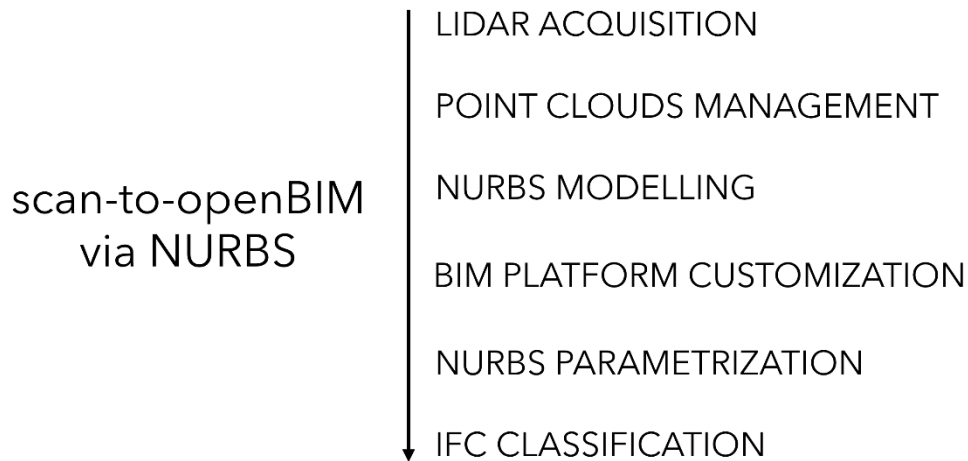 scan-to-openBIM
via NURBS
LIDAR ACQUISITION
POINT CLOUDS MANAGEMENT
NURBS MODELLING
BIM PLATFORM CUSTOMIZATION
NURBS PARAMETRIZATION
IFC CLASSIFICATION